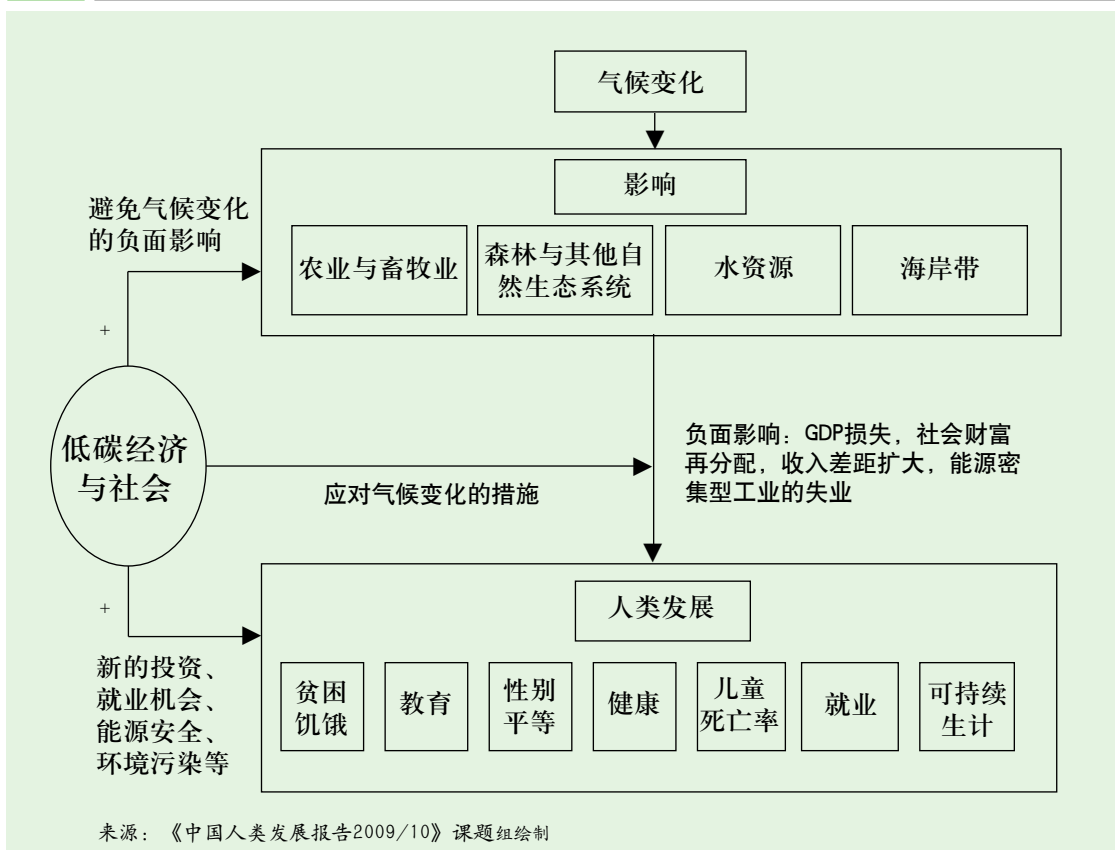 气候变化
影响
避免气候变化
的负面影响
农业与畜牧业
森林与其他自
然生态系统
水资源
海岸带
+
低碳经济
与社会
应对气候变化的措施
负面影响：GDP损失，社会财富
再分配，收入差距扩大，能源密
集型工业的失业
+
新的投资、
就业机会、
能源安全、
环境污染等
人类发展
贫困
饥饿
教育
性别
平等
健康
儿童
死亡率
就业
可持续
生计
来源：《中国人类发展报告2009/10》课题组绘制